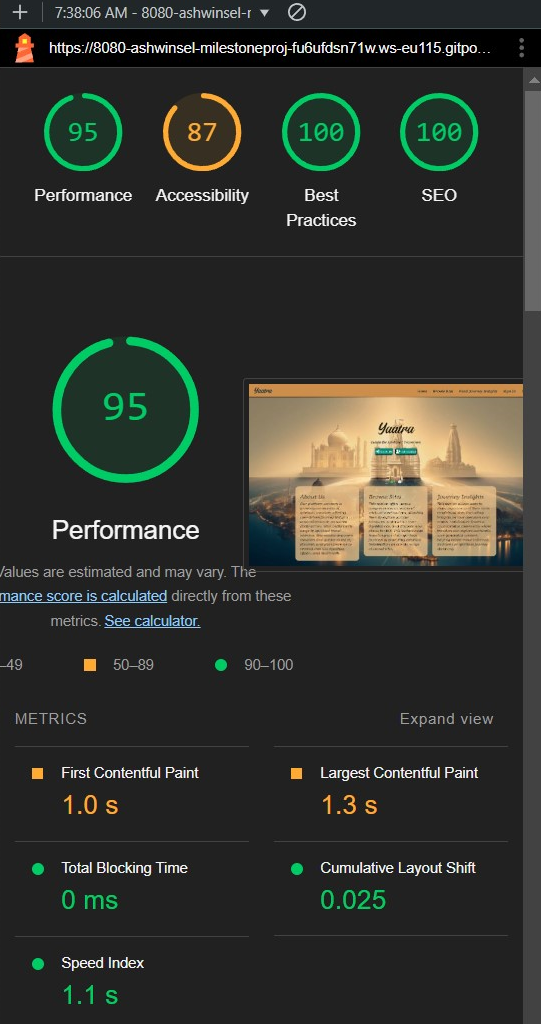 7:38:06 AM - 8080-ashwinsel-r
https://8080-ashwinsel-milestoneproj-fu6ufdsn71w.ws-eu115.gitpo...
95
87
100
100
Performance
Accessibility
Best
Practices
SEO
95
Yaatra
Yaatra
About Us
Browse Sites
Journey Insights
Performance
Values are estimated and may vary. The
mance score is calculated directly from these
metrics. See calculator.
–49
50–89
90–100
METRICS
Expand view
First Contentful Paint
1.0 s
Largest Contentful Paint
1.3 s
Total Blocking Time
0 ms
Cumulative Layout Shift
0.025
Speed Index
1.1 s